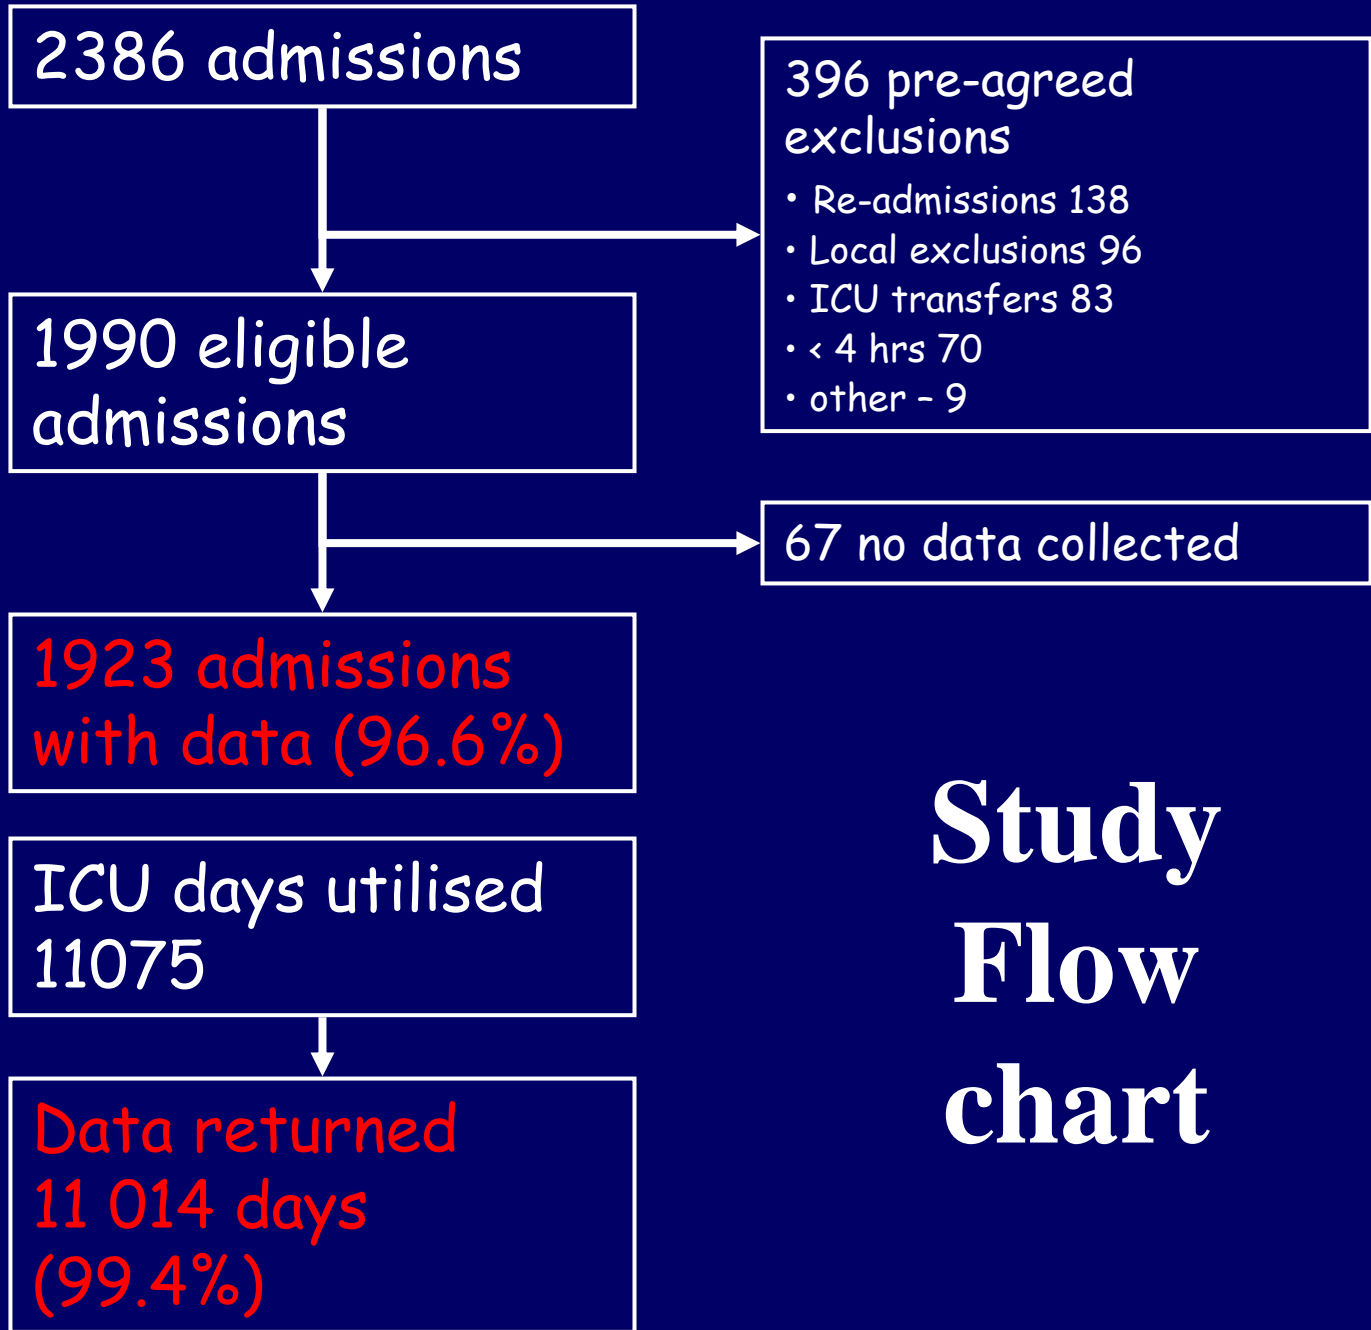 2386 admissions
396 pre-agreed
exclusions
• Re-admissions 138
• Local exclusions 96
• ICU transfers 83
• < 4 hrs 70
• other – 9
1990 eligible
admissions
67 no data collected
1923 admissions
with data (96.6%)
ICU days utilised
11075
Data returned
11 014 days
(99.4%)
Study
Flow
chart